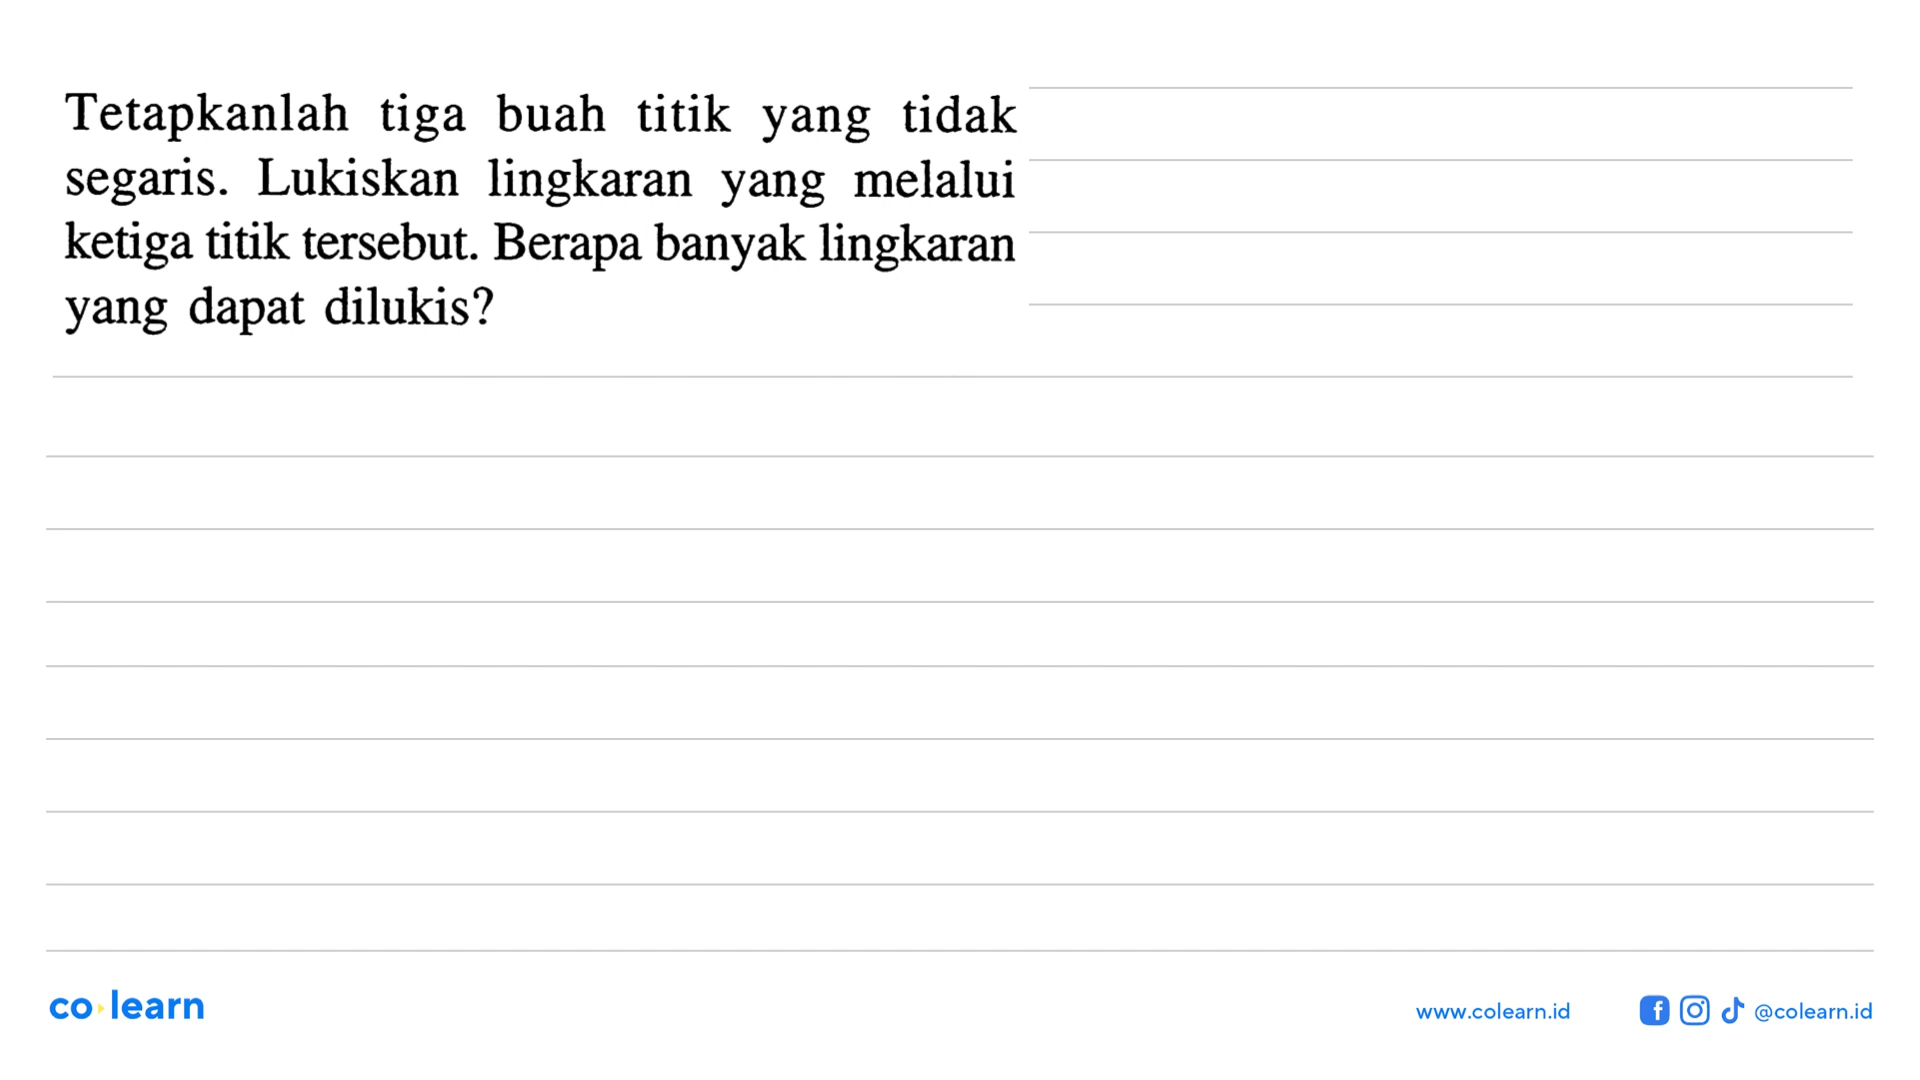 Tetapkanlah tiga buah titik yang tidak
segaris. Lukiskan lingkaran yang melalui
ketiga titik tersebut. Berapa banyak lingkaran
yang dapat dilukis?
co learn
www.colearn.id
@colearn.id